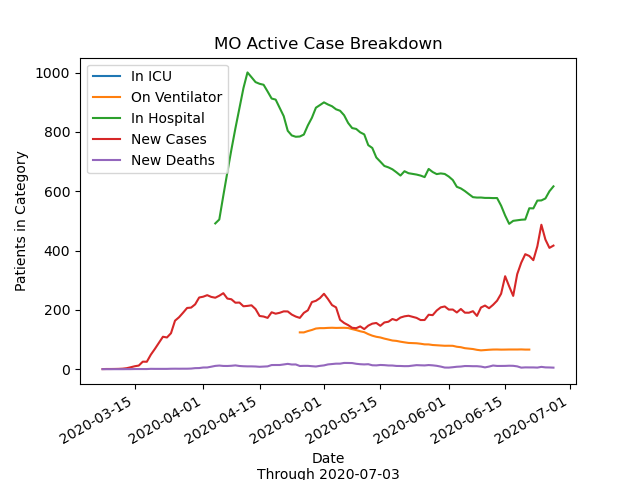 MO Active Case Breakdown
In ICU
On Ventilator
In Hospital
New Cases
New Deaths
Patients in Category
1000
800
600
400
200
0
2020-03-15
2020-04-01
2020-04-15
2020-05-01
2020-05-15
2020-06-01
2020-06-15
2020-07-01
Date
Through 2020-07-03